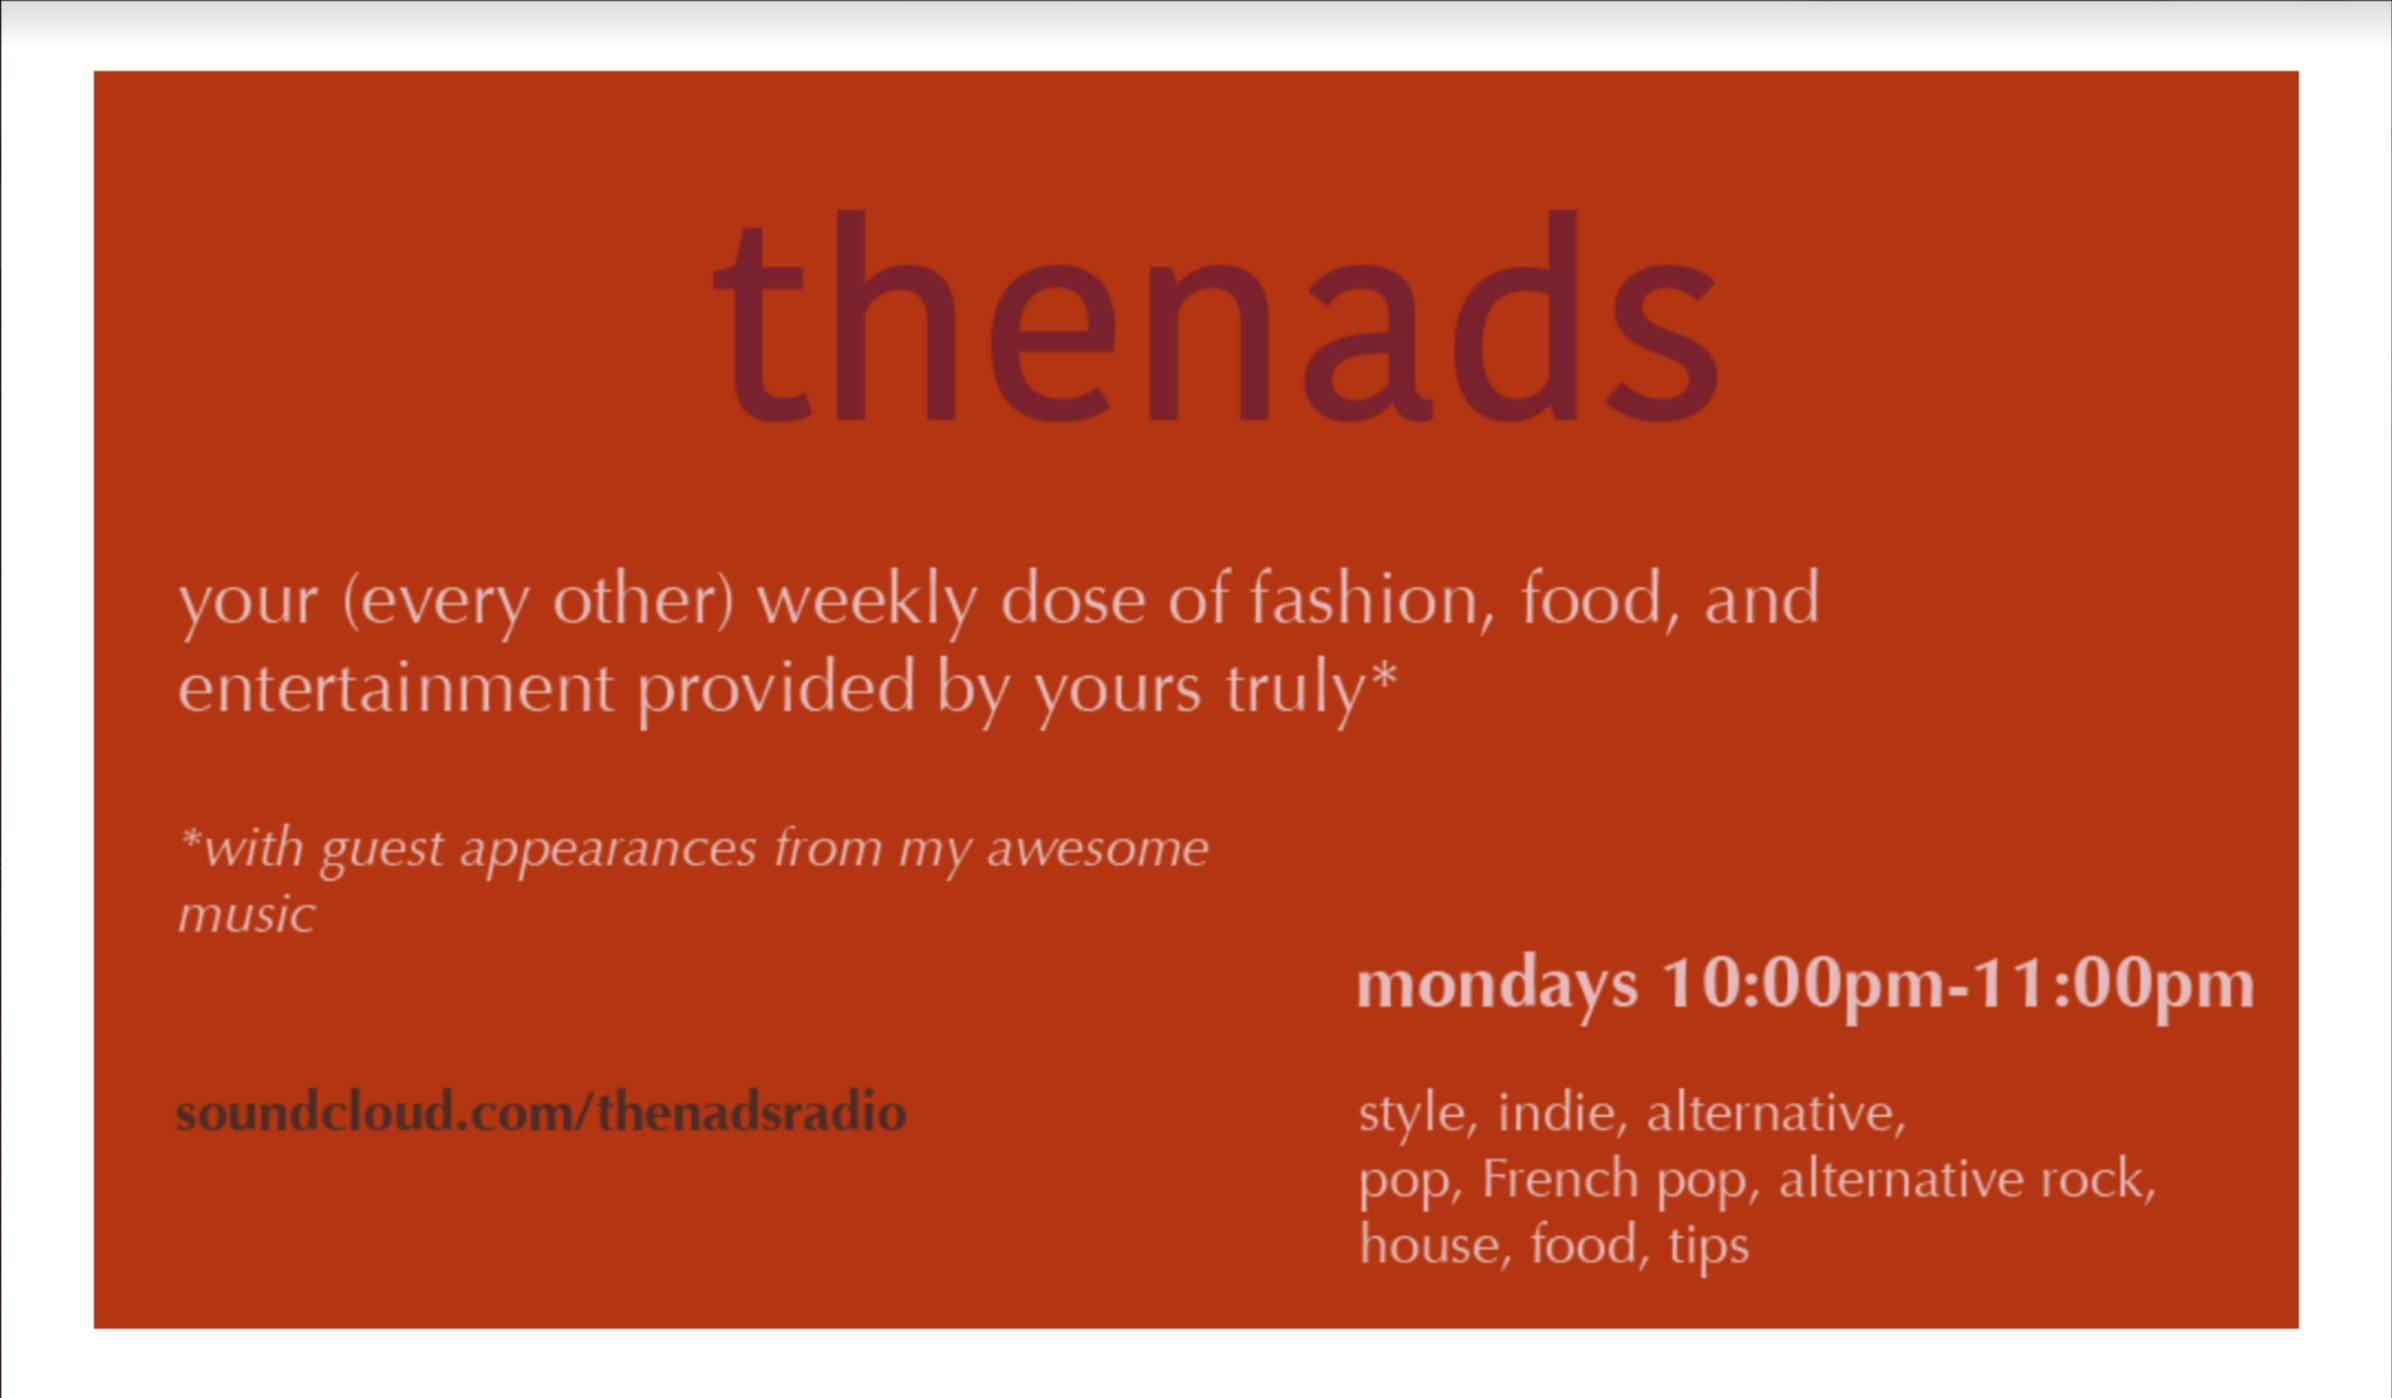 thenads
your (every other) weekly dose of fashion, food, and
entertainment provided by yours truly*
*with guest appearances from my awesome
music
mondays 10:00pm-11:00pm
soundcloud.com/thenadsradio
style, indie, alternative,
pop, French pop, alternative rock,
house, food, tips